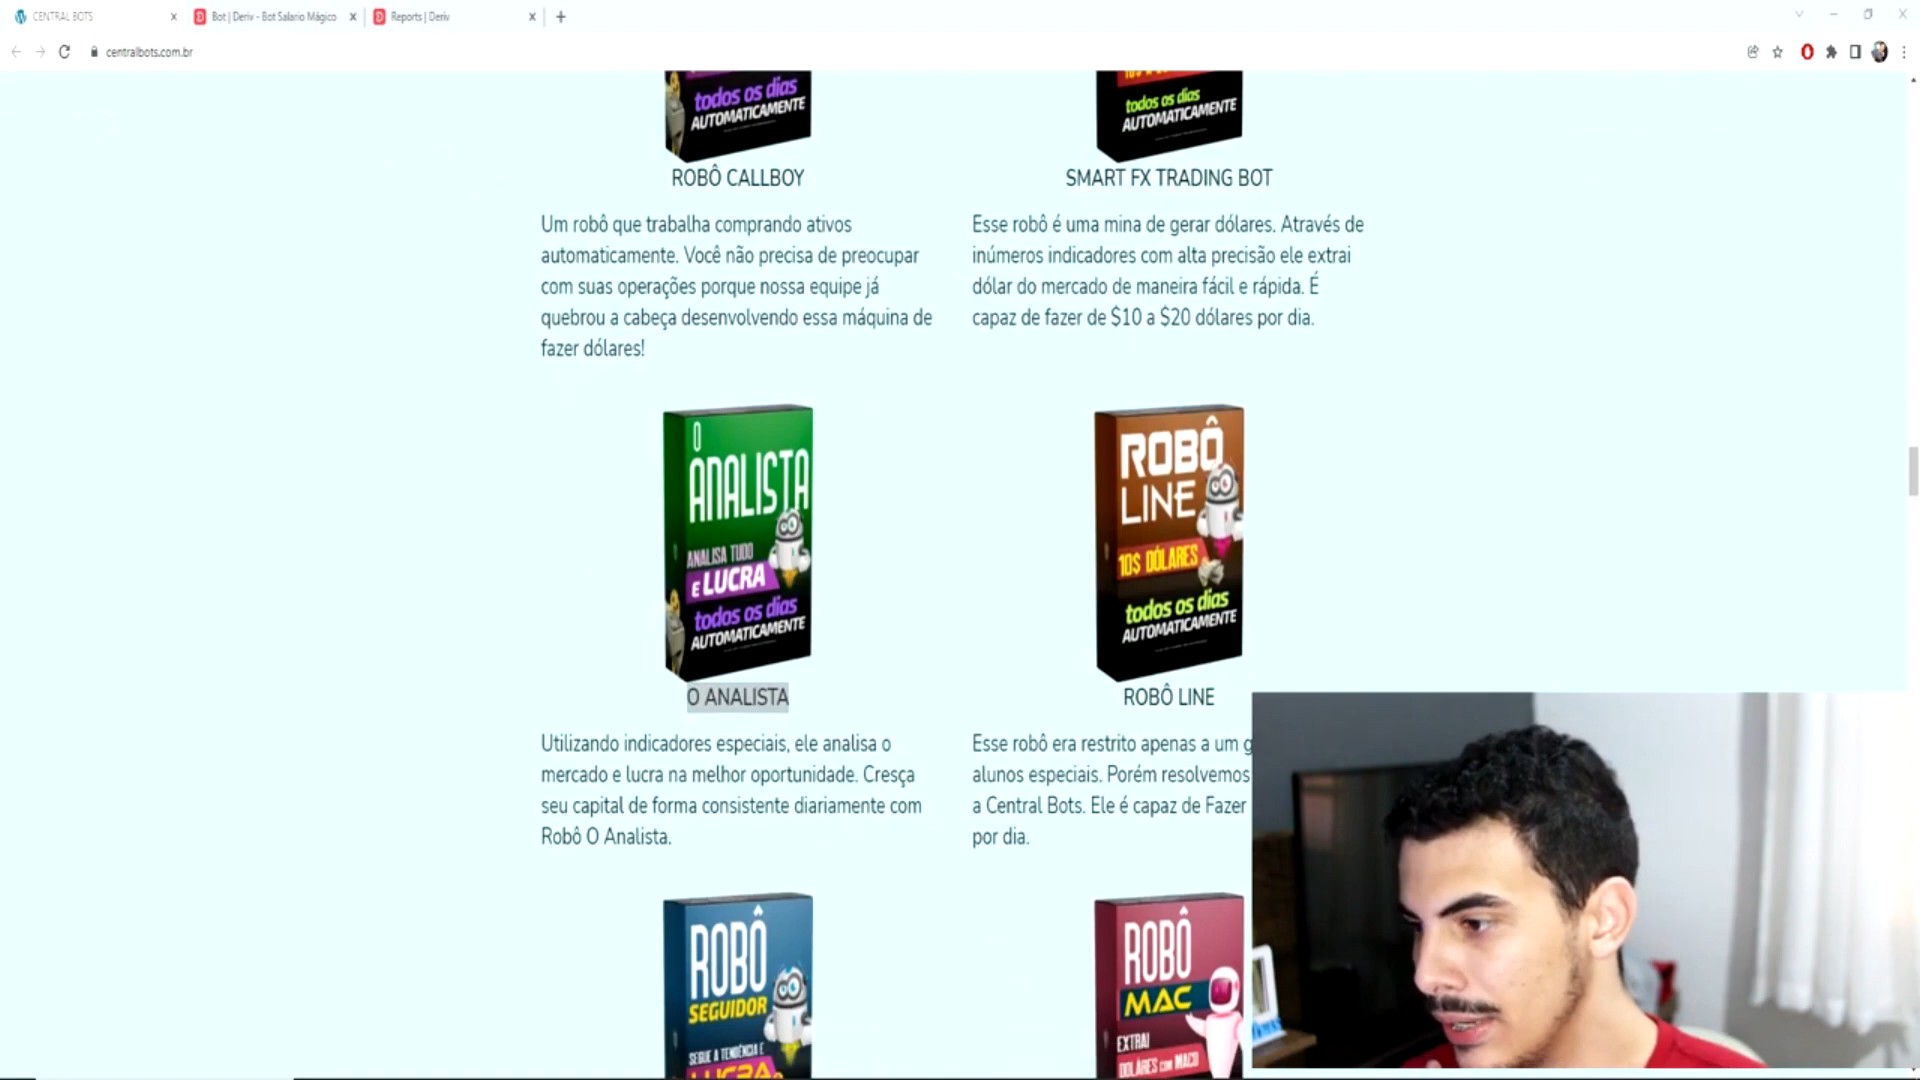 CENTRAL BOTS
Bot | Deriv - Bot Salario Mágico
Reports | Deriv
centralbots.com.br
todos os dias
AUTOMATICAMENTE
todos os dias
AUTOMATICAMENTE
ROBÔ CALLBOY
SMART FX TRADING BOT
Um robô que trabalha comprando ativos
automaticamente. Você não precisa de preocupar
com suas operações porque nossa equipe já
quebrou a cabeça desenvolvendo essa máquina de
fazer dólares!
Esse robô é uma mina de gerar dólares. Através de
inúmeros indicadores com alta precisão ele extrai
dólar do mercado de maneira fácil e rápida. É
capaz de fazer de $10 a $20 dólares por dia.
O
ANALISTA
ANALISA TUDO
E LUCRA
todos os dias
AUTOMATICAMENTE
ROBÔ
LINE
10$ DÓLARES
todos os dias
AUTOMATICAMENTE
O ANALISTA
ROBÔ LINE
Utilizando indicadores especiais, ele analisa o
mercado e lucra na melhor oportunidade. Cresça
seu capital de forma consistente diariamente com
Robô O Analista.
Esse robô era restrito apenas a um g
alunos especiais. Porém resolvemos
a Central Bots. Ele é capaz de Fazer
por dia.
ROBÔ
SEGUIDOR
SEGUE A TENDÊNCIA E
LUCRA
ROBÔ
MAC
EXTRAI
DOLÁRES com MACD